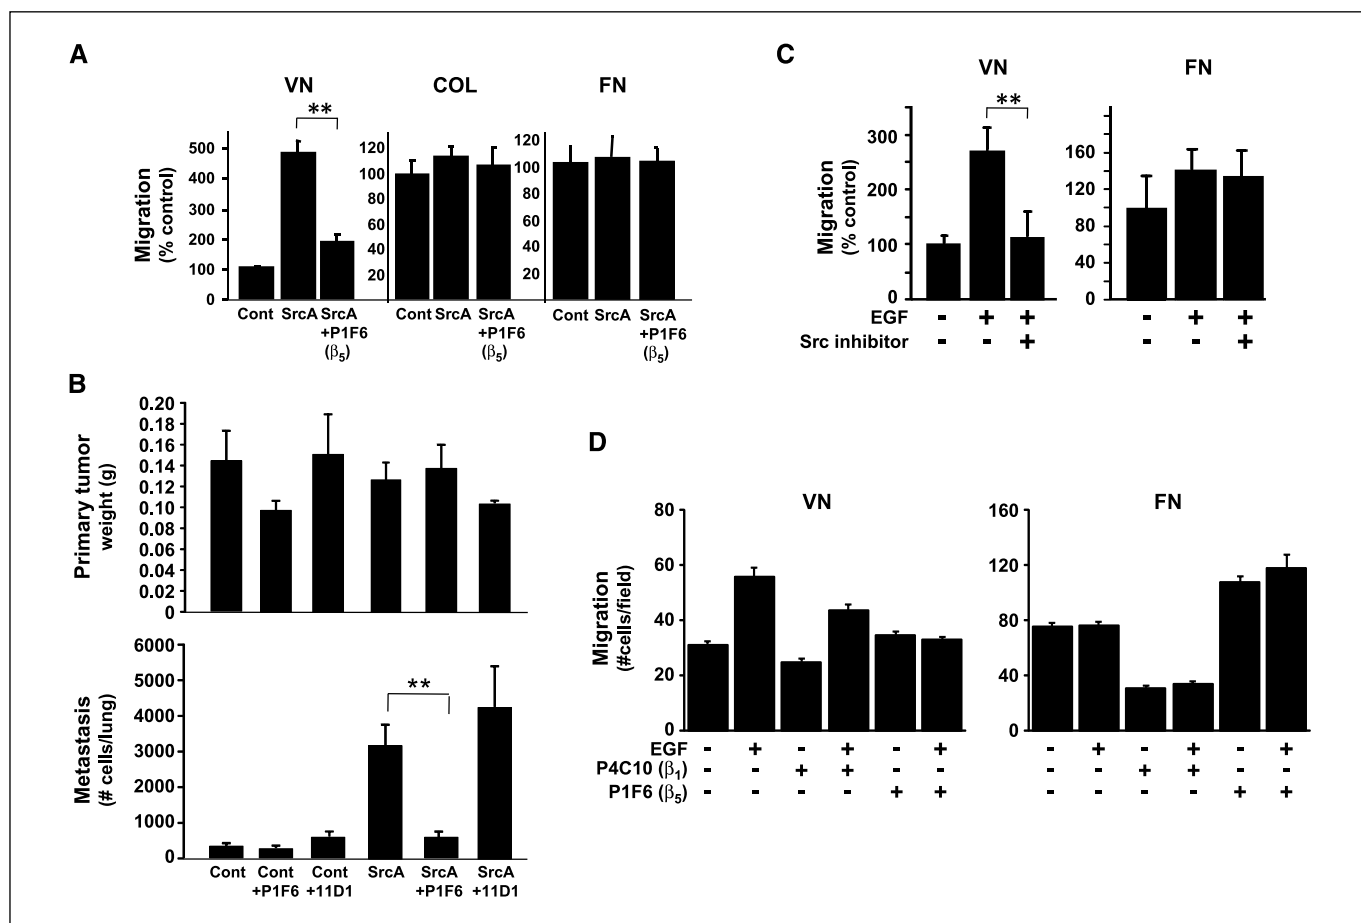 A
VN
COL
FN
**
Migration
(% control)
500
400
300
200
100
0
120
100
80
60
40
20
120
100
80
60
40
20
Cont SrcA SrcA
+P1F6
(β5)
Cont SrcA SrcA
+P1F6
(β5)
Cont SrcA SrcA
+P1F6
(β5)
C
VN
FN
**
Migration
(% control)
300
200
100
0
160
120
80
40
0
EGF - + + - + +
Src inhibitor - - + - - +
B
Primary tumor
weight (g)
0.20
0.18
0.16
0.14
0.12
0.10
0.08
0.06
0.04
0.02
0
Metastasis
(# cells/lung)
6000
5000
4000
3000
2000
1000
0
**
Cont Cont Cont SrcA SrcA SrcA
+P1F6 +11D1 +P1F6 +11D1
D
VN
FN
Migration
(#cells/field)
80
60
40
20
0
160
120
80
40
0
EGF - + - + - + - + - + - +
P4C10 (β1) - - + + - - - - + + - -
P1F6 (β5) - - - - + + - - - - + +